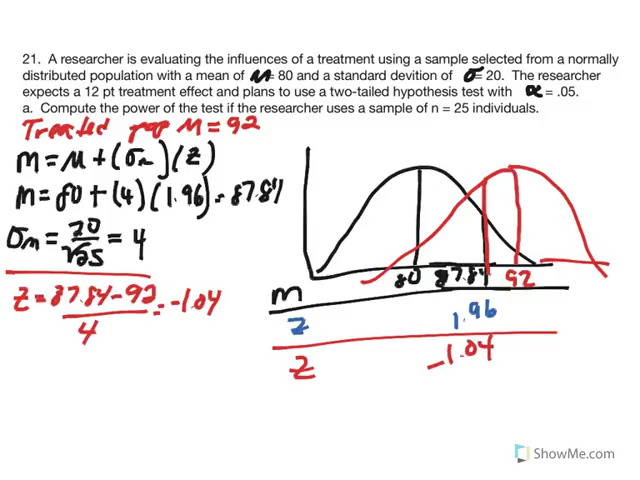 21. A researcher is evaluating the influences of a treatment using a sample selected from a normally
distributed population with a mean of μ= 80 and a standard devition of σ= 20. The researcher
expects a 12 pt treatment effect and plans to use a two-tailed hypothesis test with α = .05.
a. Compute the power of the test if the researcher uses a sample of n = 25 individuals.
Treated pop M = 92
M = μ + (σm)(z)
M = 80 + (4)(1.96) = 87.84
σm = 20/√25 = 4
z = 87.84-92/4 = -1.04
80 87.84 92
M
z 1.96
z -1.04
ShowMe.com